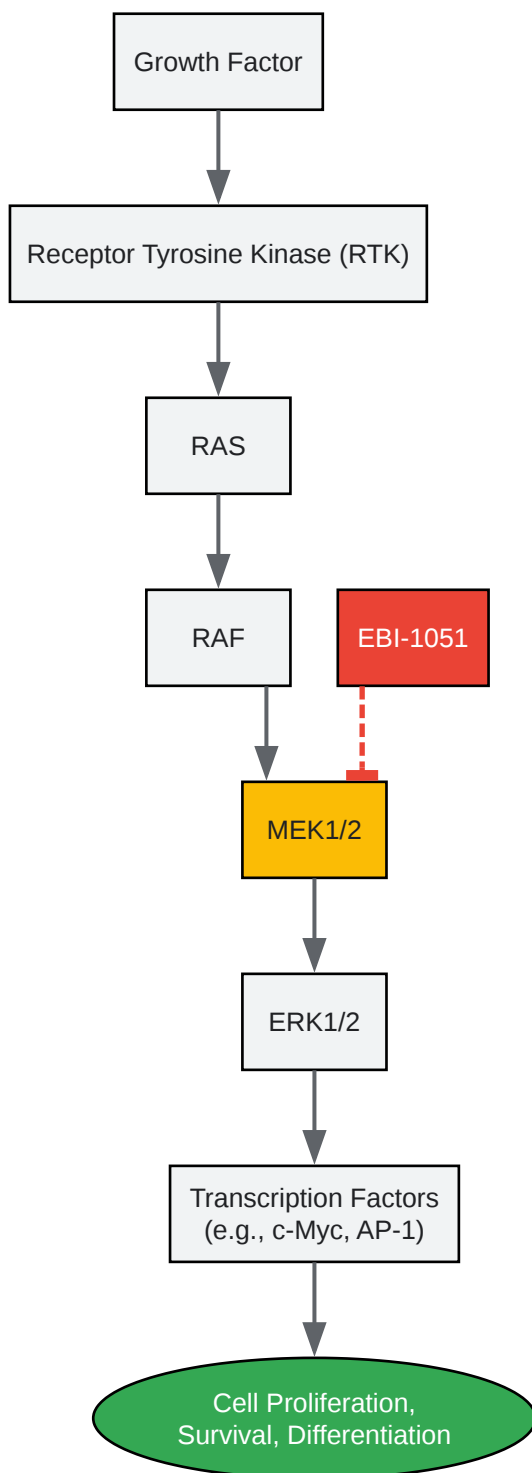 Growth Factor
Receptor Tyrosine Kinase (RTK)
RAS
RAF
EBI-1051
MEK1/2
ERK1/2
Transcription Factors
(e.g., c-Myc, AP-1)
Cell Proliferation,
Survival, Differentiation